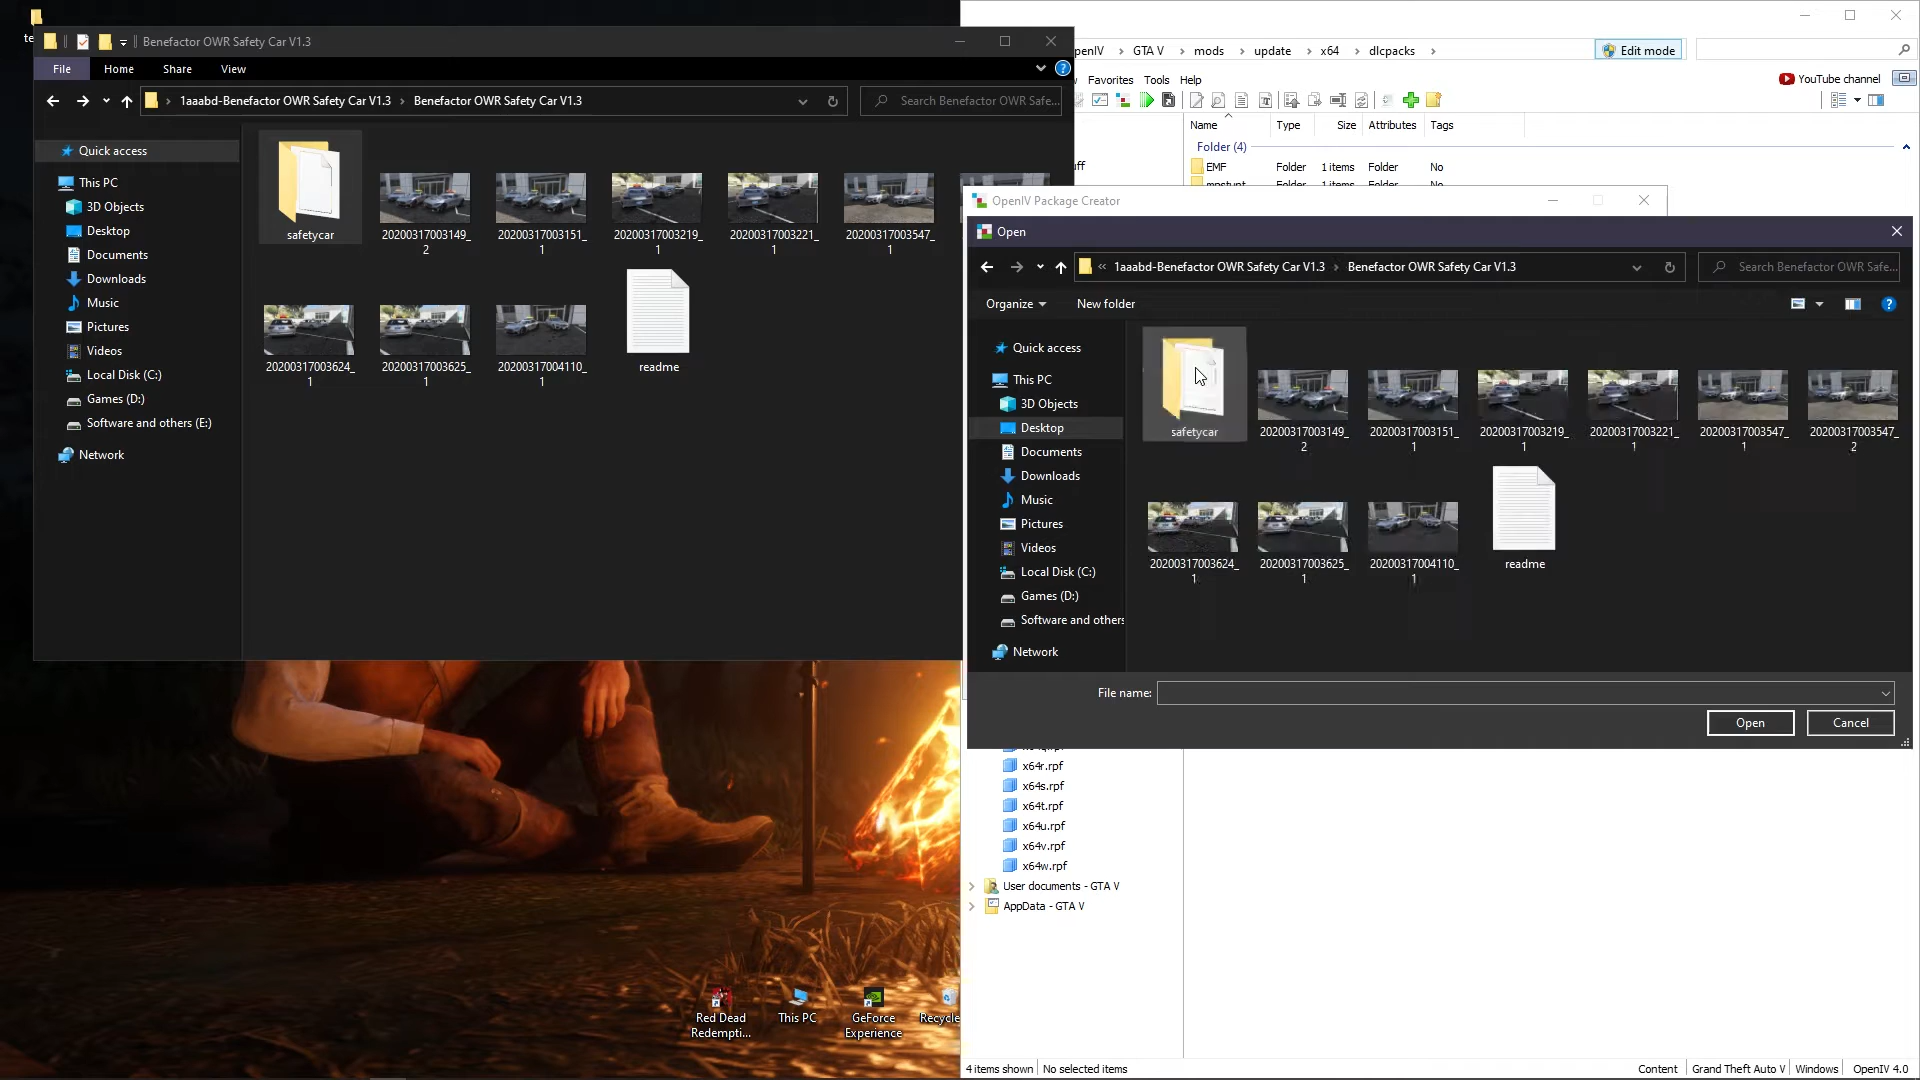 Benefactor OWR Safety Car V1.3
File Home Share View
1aaabd-Benefactor OWR Safety Car V1.3 › Benefactor OWR Safety Car V1.3
Search Benefactor OWR Safe...
Quick access
This PC
3D Objects
Desktop
Documents
Downloads
Music
Pictures
Videos
Local Disk (C:)
Games (D:)
Software and others (E:)
Network
safetycar
20200317003149_
2
20200317003151_
1
20200317003219_
1
20200317003221_
1
20200317003547_
1
20200317003624_
1
20200317003625_
1
20200317004110_
1
readme
GTA V › mods › update › x64 › dlcpacks ›
Edit mode
Favorites Tools Help
YouTube channel
Name Type Size Attributes Tags
Folder (4)
EMF Folder 1 items Folder No
OpenIV Package Creator
Open
« 1aaabd-Benefactor OWR Safety Car V1.3 › Benefactor OWR Safety Car V1.3
Search Benefactor OWR Safe...
Organize New folder
Quick access
This PC
3D Objects
Desktop
Documents
Downloads
Music
Pictures
Videos
Local Disk (C:)
Games (D:)
Software and others
Network
safetycar
20200317003149_
2
20200317003151_
1
20200317003219_
1
20200317003221_
1
20200317003547_
1
20200317003547_
2
20200317003624_
1
20200317003625_
1
20200317004110_
1
readme
File name:
Open Cancel
x64r.rpf
x64s.rpf
x64t.rpf
x64u.rpf
x64v.rpf
x64w.rpf
User documents - GTA V
AppData - GTA V
Red Dead
Redempti...
This PC
GeForce
Experience
Recycle
4 items shown No selected items
Content Grand Theft Auto V Windows OpenIV 4.0